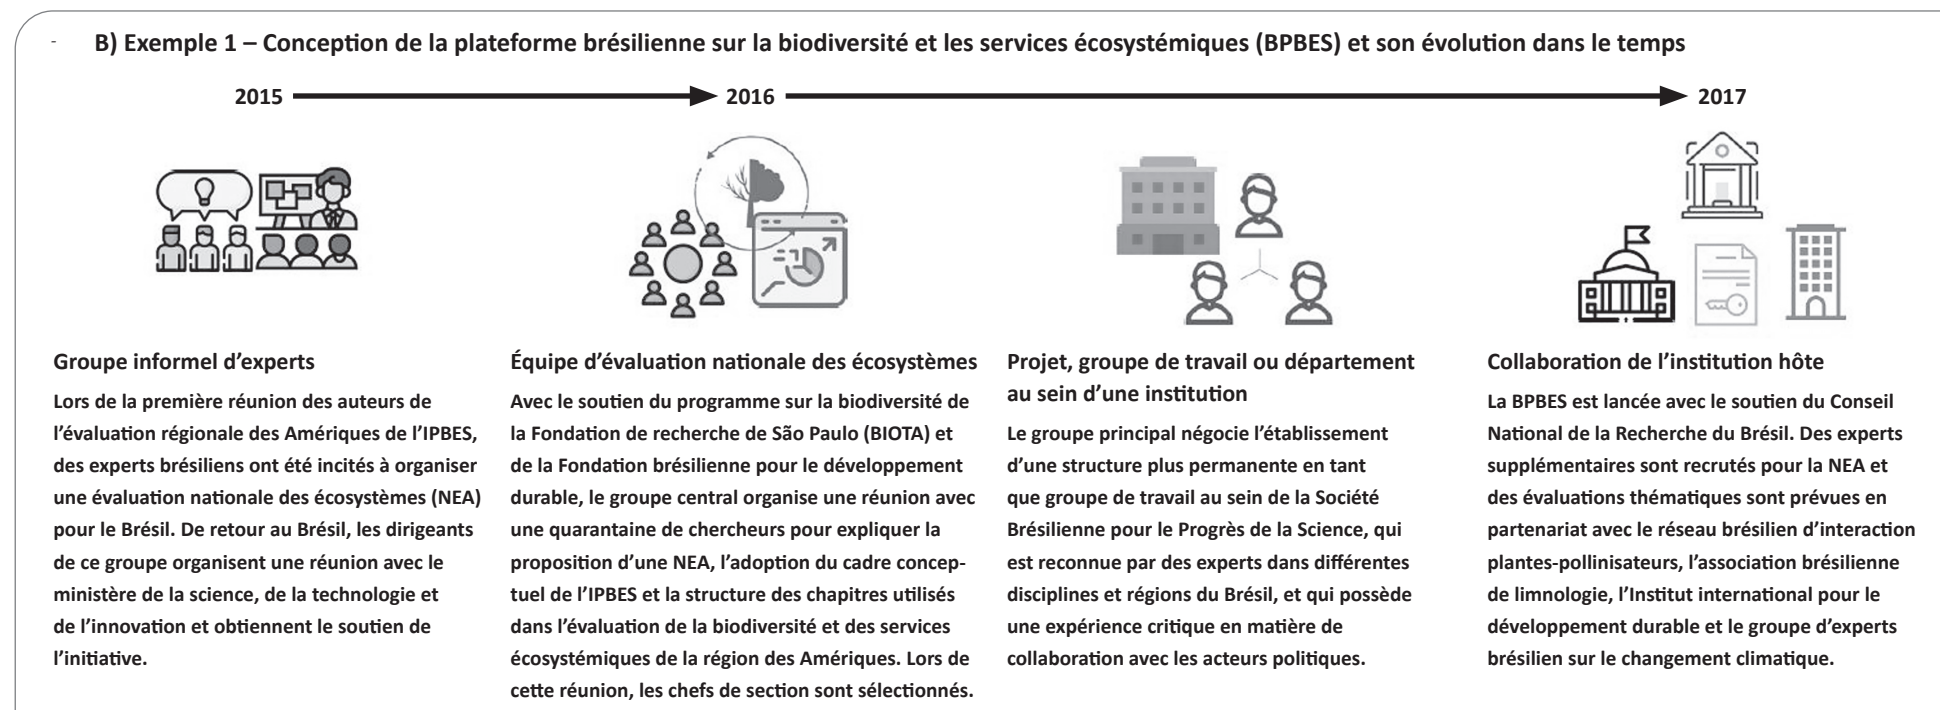 - B) Exemple 1 – Conception de la plateforme brésilienne sur la biodiversité et les services écosystémiques (BPBES) et son évolution dans le temps
2015
2016
2017
Groupe informel d’experts
Lors de la première réunion des auteurs de
l’évaluation régionale des Amériques de l’IPBES,
des experts brésiliens ont été incités à organiser
une évaluation nationale des écosystèmes (NEA)
pour le Brésil. De retour au Brésil, les dirigeants
de ce groupe organisent une réunion avec le
ministère de la science, de la technologie et
de l’innovation et obtiennent le soutien de
l’initiative.
Équipe d’évaluation nationale des écosystèmes
Avec le soutien du programme sur la biodiversité de
la Fondation de recherche de São Paulo (BIOTA) et
de la Fondation brésilienne pour le développement
durable, le groupe central organise une réunion avec
une quarantaine de chercheurs pour expliquer la
proposition d’une NEA, l’adoption du cadre concep-
tuel de l’IPBES et la structure des chapitres utilisés
dans l’évaluation de la biodiversité et des services
écosystémiques de la région des Amériques. Lors de
cette réunion, les chefs de section sont sélectionnés.
Projet, groupe de travail ou département
au sein d’une institution
Le groupe principal négocie l’établissement
d’une structure plus permanente en tant
que groupe de travail au sein de la Société
Brésilienne pour le Progrès de la Science, qui
est reconnue par des experts dans différentes
disciplines et régions du Brésil, et qui possède
une expérience critique en matière de
collaboration avec les acteurs politiques.
Collaboration de l’institution hôte
La BPBES est lancée avec le soutien du Conseil
National de la Recherche du Brésil. Des experts
supplémentaires sont recrutés pour la NEA et
des évaluations thématiques sont prévues en
partenariat avec le réseau brésilien d’interaction
plantes-pollinisateurs, l’association brésilienne
de limnologie, l’Institut international pour le
développement durable et le groupe d’experts
brésilien sur le changement climatique.